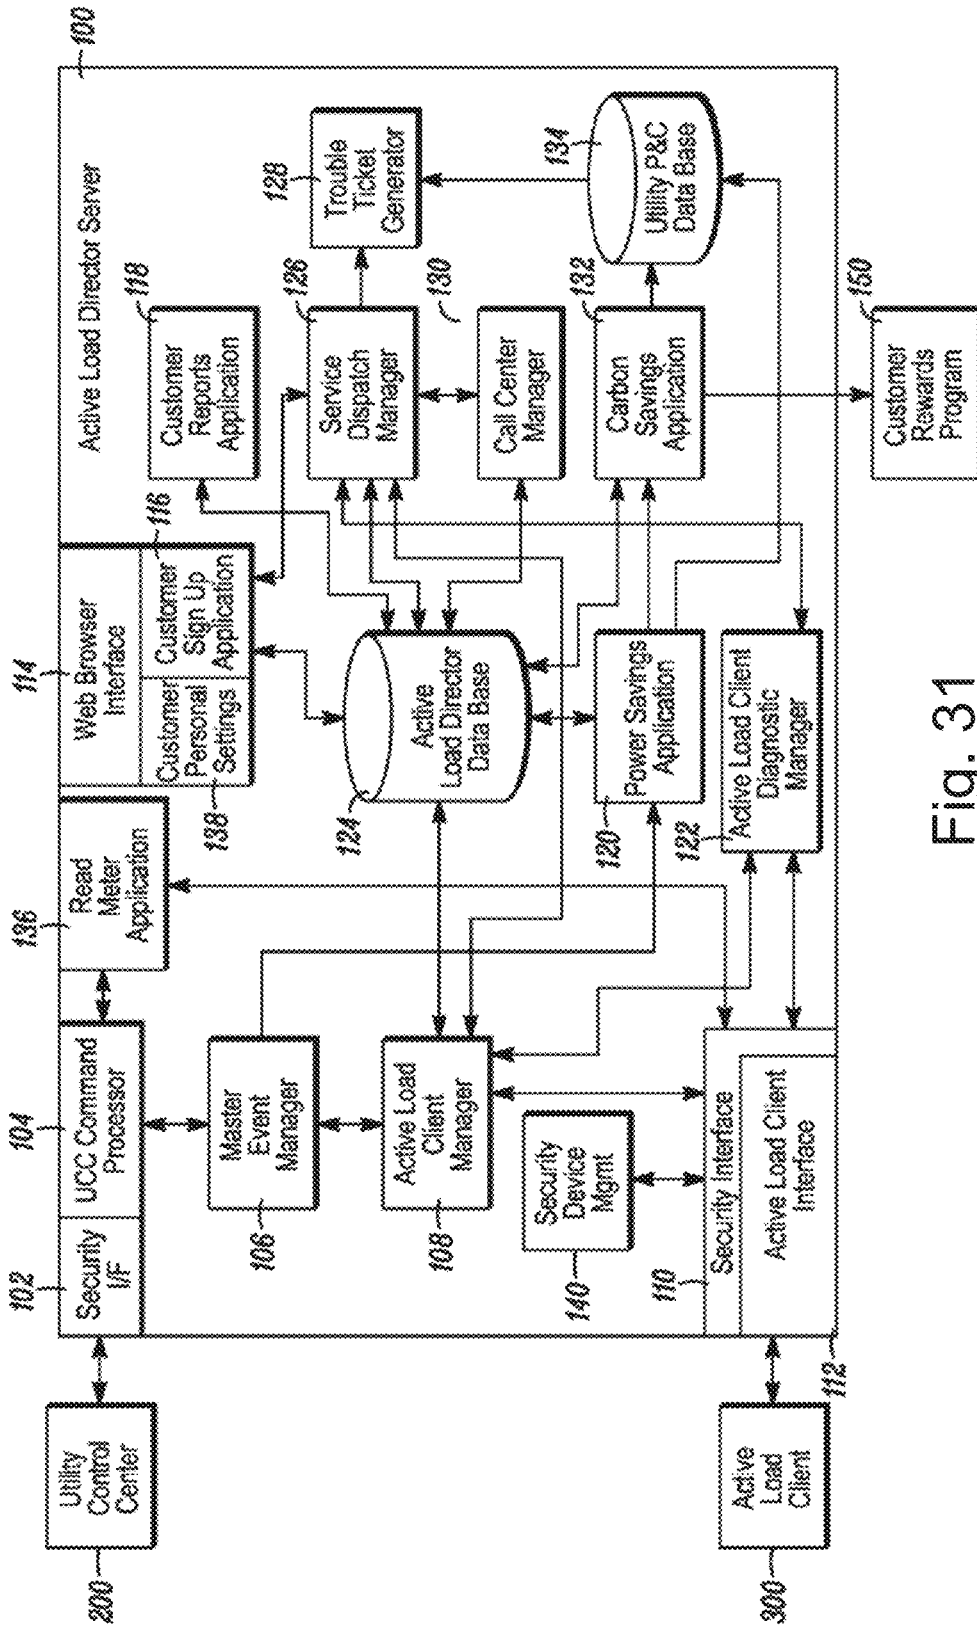 100
Active Load Director Server
200
Utility
Control
Center
102
Security
I/F
104
UCC Command
Processor
136
Read
Meter
Application
114
Web Browser
Interface
138
Customer
Personal
Settings
116
Customer
Sign Up
Application
118
Customer
Reports
Application
106
Master
Event
Manager
108
Active Load
Client
Manager
124
Active
Load Director
Data Base
126
Service
Dispatch
Manager
128
Trouble
Ticket
Generator
130
Call Center
Manager
140
Security
Device
Mgmt
120
Power Savings
Application
132
Carbon
Savings
Application
134
Utility P&C
Data Base
110
Security Interface
Active Load Client
Interface
112
122
Active Load Client
Diagnostic
Manager
150
Customer
Rewards
Program
300
Active
Load
Client
Fig. 31